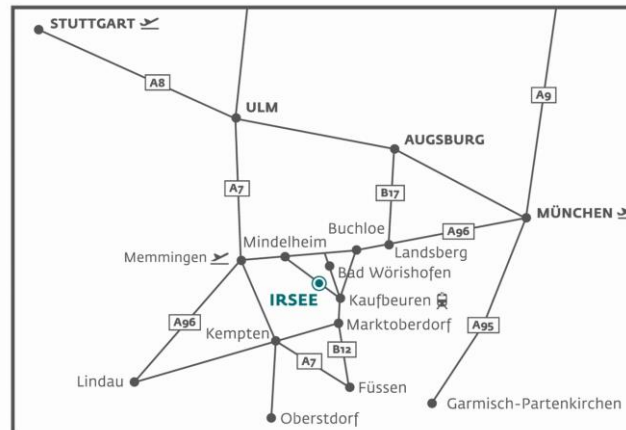 STUTTGART
A8
A9
ULM
AUGSBURG
A7
B17
MÜNCHEN
Buchloe
A96
Mindelheim
Landsberg
Memmingen
Bad Wörishofen
IRSEE
Kaufbeuren
A96
Marktoberdorf
A95
Kempten
B12
A7
Lindau
Füssen
Garmisch-Partenkirchen
Oberstdorf